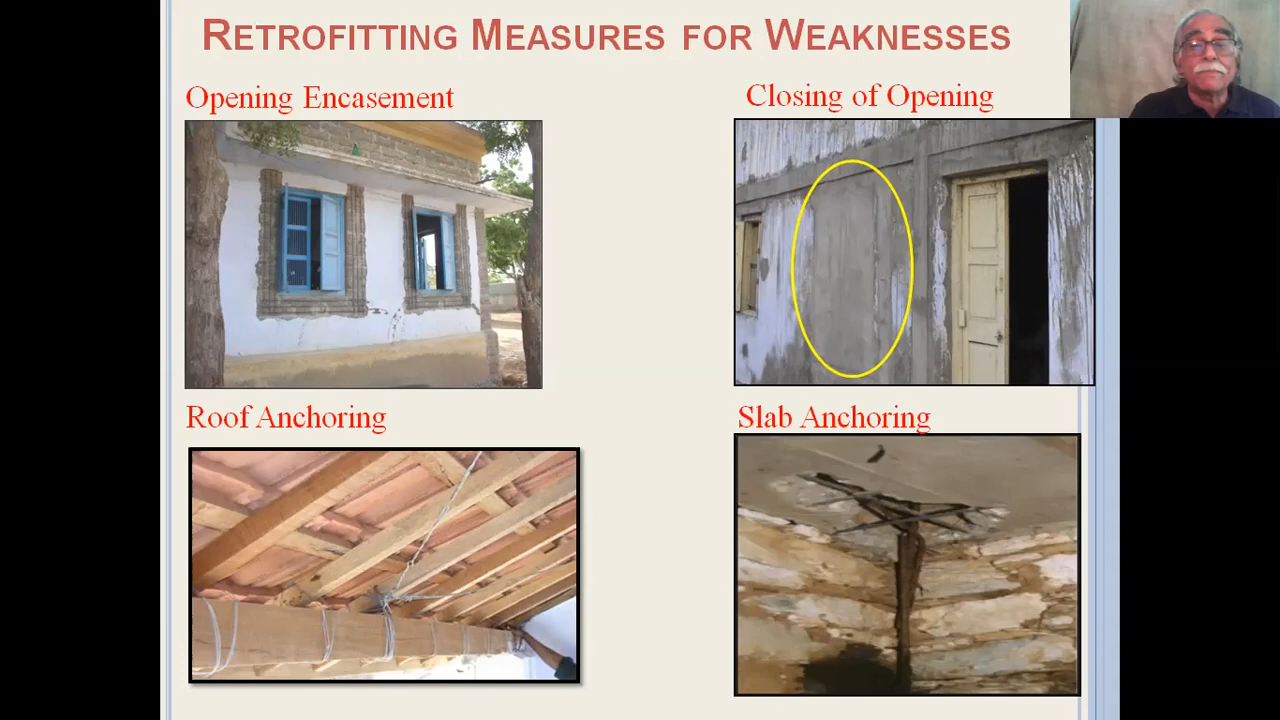 RETROFITTING MEASURES FOR WEAKNESSES
Opening Encasement
Closing of Opening
Roof Anchoring
Slab Anchoring